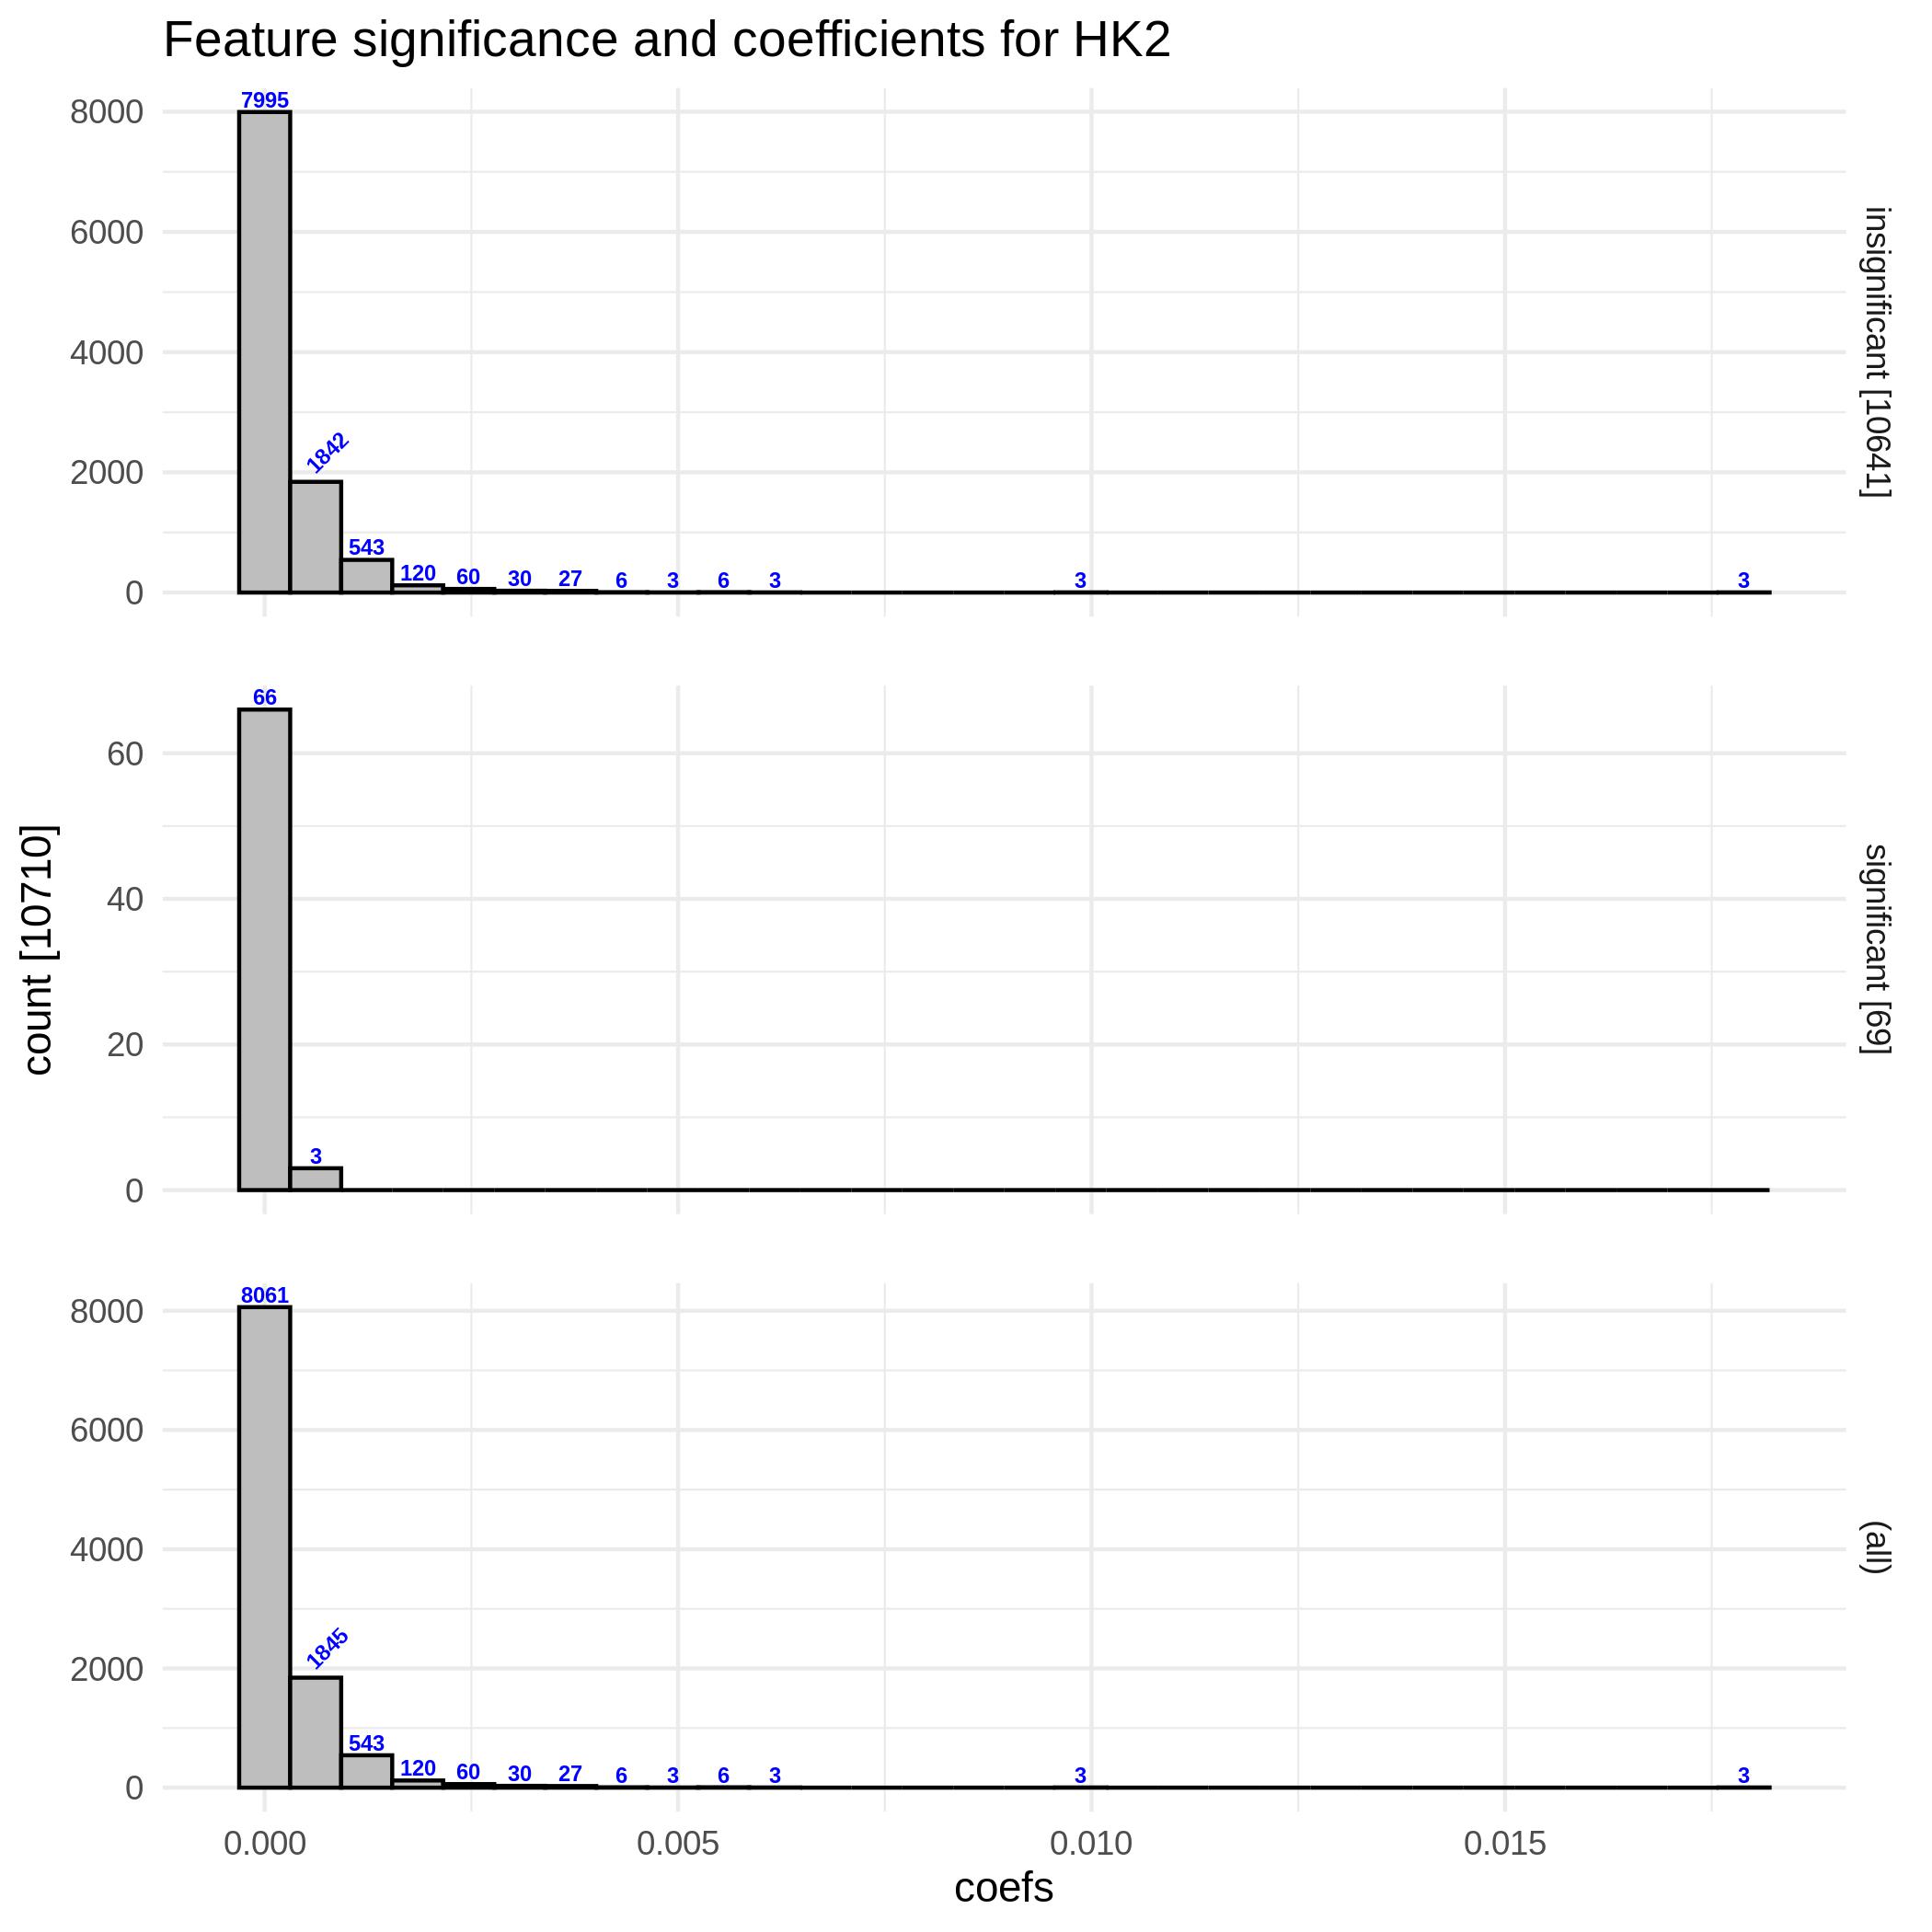 Feature significance and coefficients for HK2
7995
8000
6000
4000
2000
0
1842
543
120 60 30 27 6 3 6 3 3 3
insignificant [10641]
66
60
40
20
0
3
significant [69]
count [10710]
8061
8000
6000
4000
2000
0
1845
543
120 60 30 27 6 3 6 3 3 3
(all)
0.000 0.005 0.010 0.015
coefs